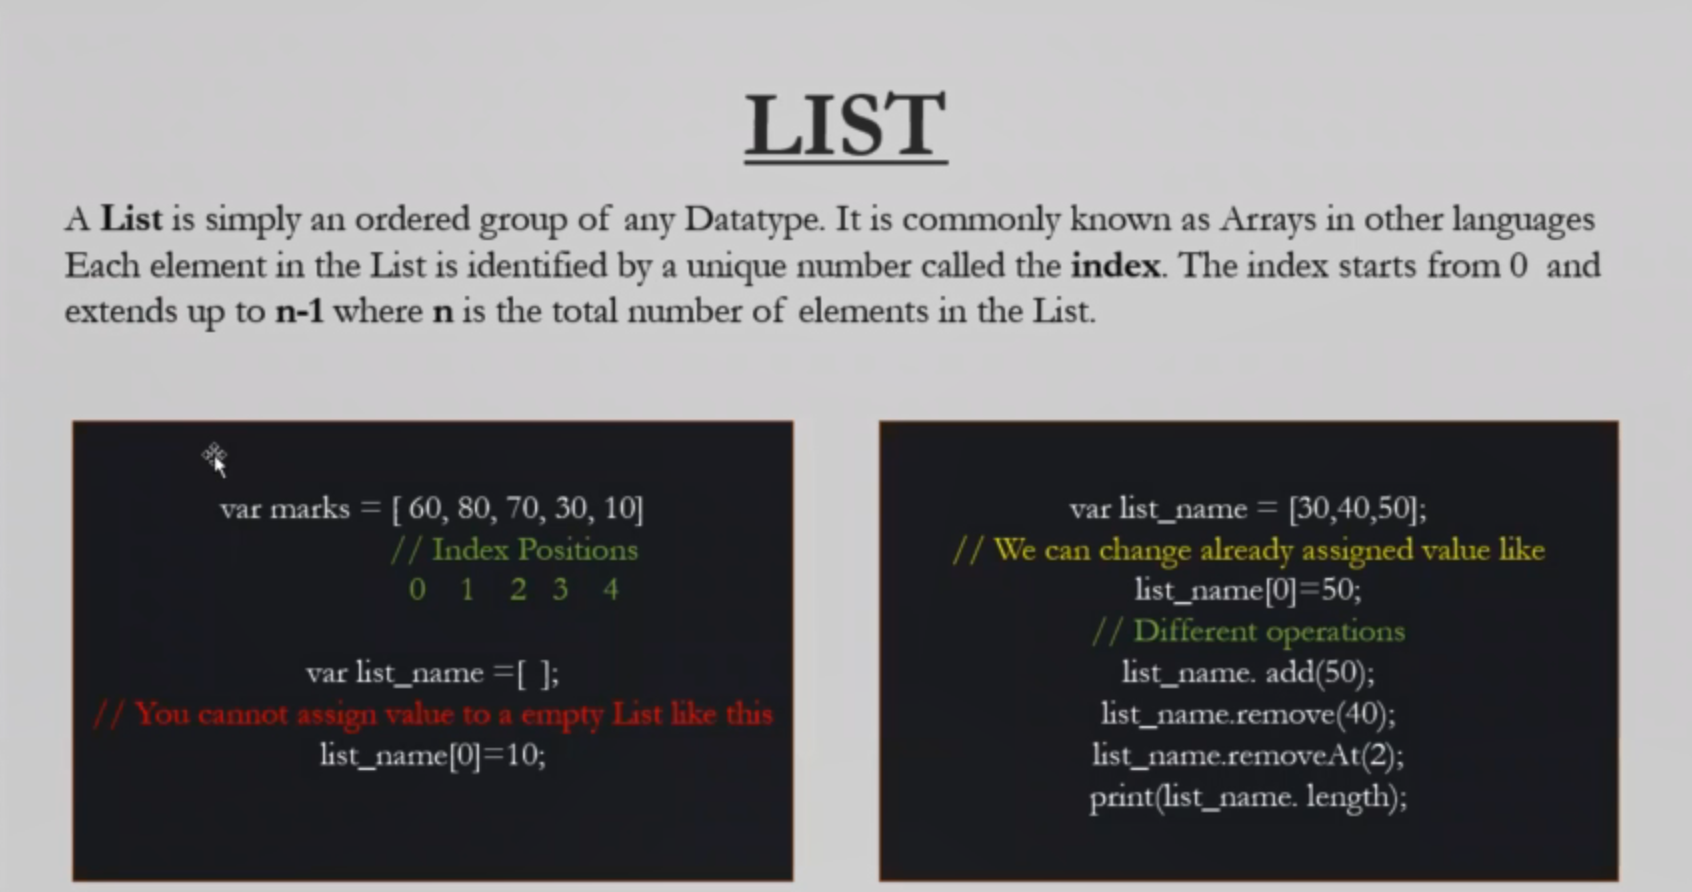 LIST
A List is simply an ordered group of any Datatype. It is commonly known as Arrays in other languages
Each element in the List is identified by a unique number called the index. The index starts from 0 and
extends up to n-1 where n is the total number of elements in the List.
var marks = [ 60, 80, 70, 30, 10]
// Index Positions
0 1 2 3 4
var list_name =[ ];
// You cannot assign value to a empty List like this
list_name[0]=10;
var list_name = [30,40,50];
// We can change already assigned value like
list_name[0]=50;
// Different operations
list_name. add(50);
list_name.remove(40);
list_name.removeAt(2);
print(list_name. length);